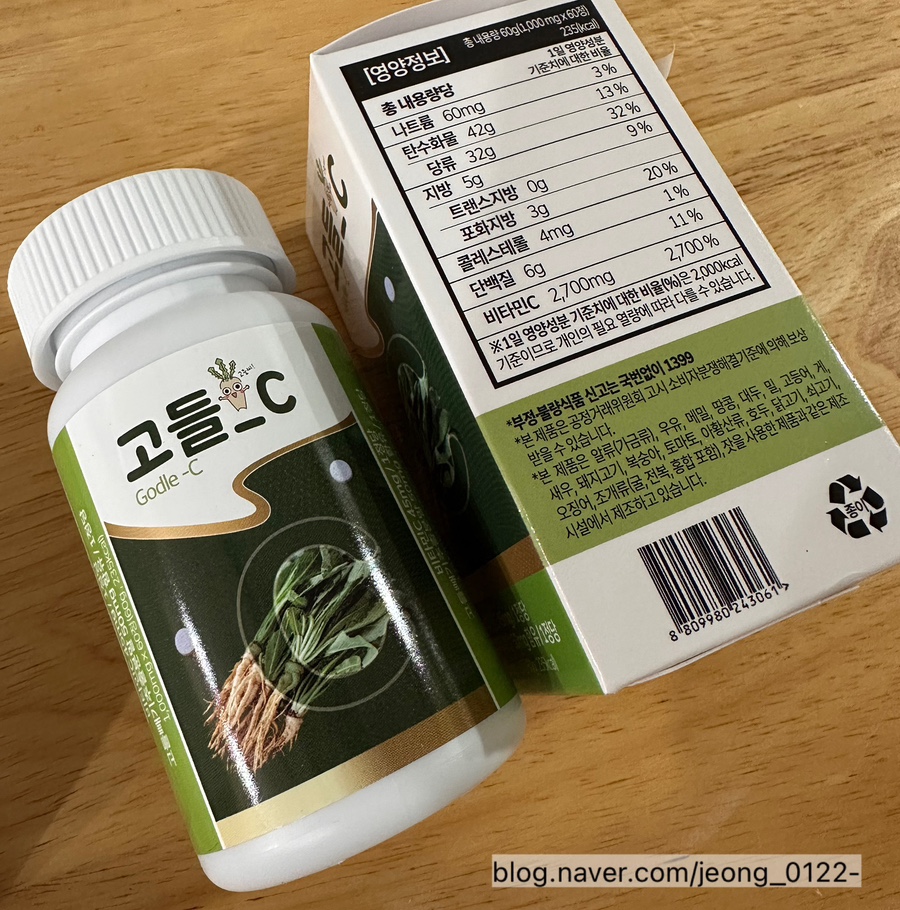 [영양정보]
총 내용량 60g(1,000 mg x 60정)
235(kcal)
총 내용량당
1일 영양성분
기준치에 대한 비율
나트륨 60mg 3%
탄수화물 42g 13%
당류 32g 32%
지방 5g 9%
트랜스지방 0g
포화지방 3g 20%
콜레스테롤 4mg 1%
단백질 6g 11%
비타민C 2,700mg 2,700%
※1일 영양성분 기준치에 대한 비율(%)은 2,000kcal
기준이므로 개인의 필요 열량에 따라 다를 수 있습니다.
*부정·불량식품 신고는 국번없이 1399
*본 제품은 공정거래위원회 고시 소비자분쟁해결기준에 의해 보상
받을 수 있습니다.
*본 제품은 알류(가금류), 우유, 메밀, 땅콩, 대두, 밀, 고등어, 게,
새우, 돼지고기, 복숭아, 토마토, 아황산류, 호두, 닭고기, 쇠고기,
오징어, 조개류(굴, 전복, 홍합 포함), 잣을 사용한 제품과 같은 제조
시설에서 제조하고 있습니다.
종이
8 809980 243061 >
고들-C
Godle -C
blog.naver.com/jeong_0122-